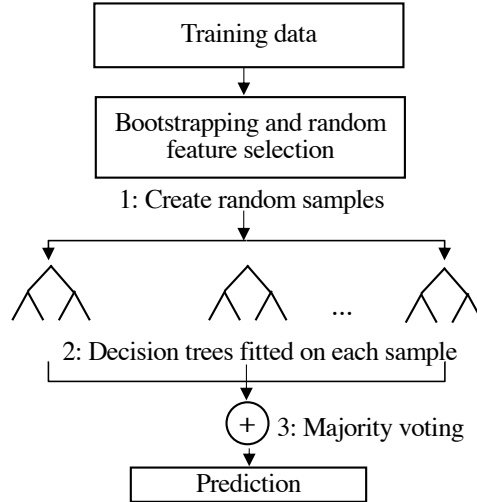 Training data
Bootstrapping and random
feature selection
1: Create random samples
...
2: Decision trees fitted on each sample
+
3: Majority voting
Prediction